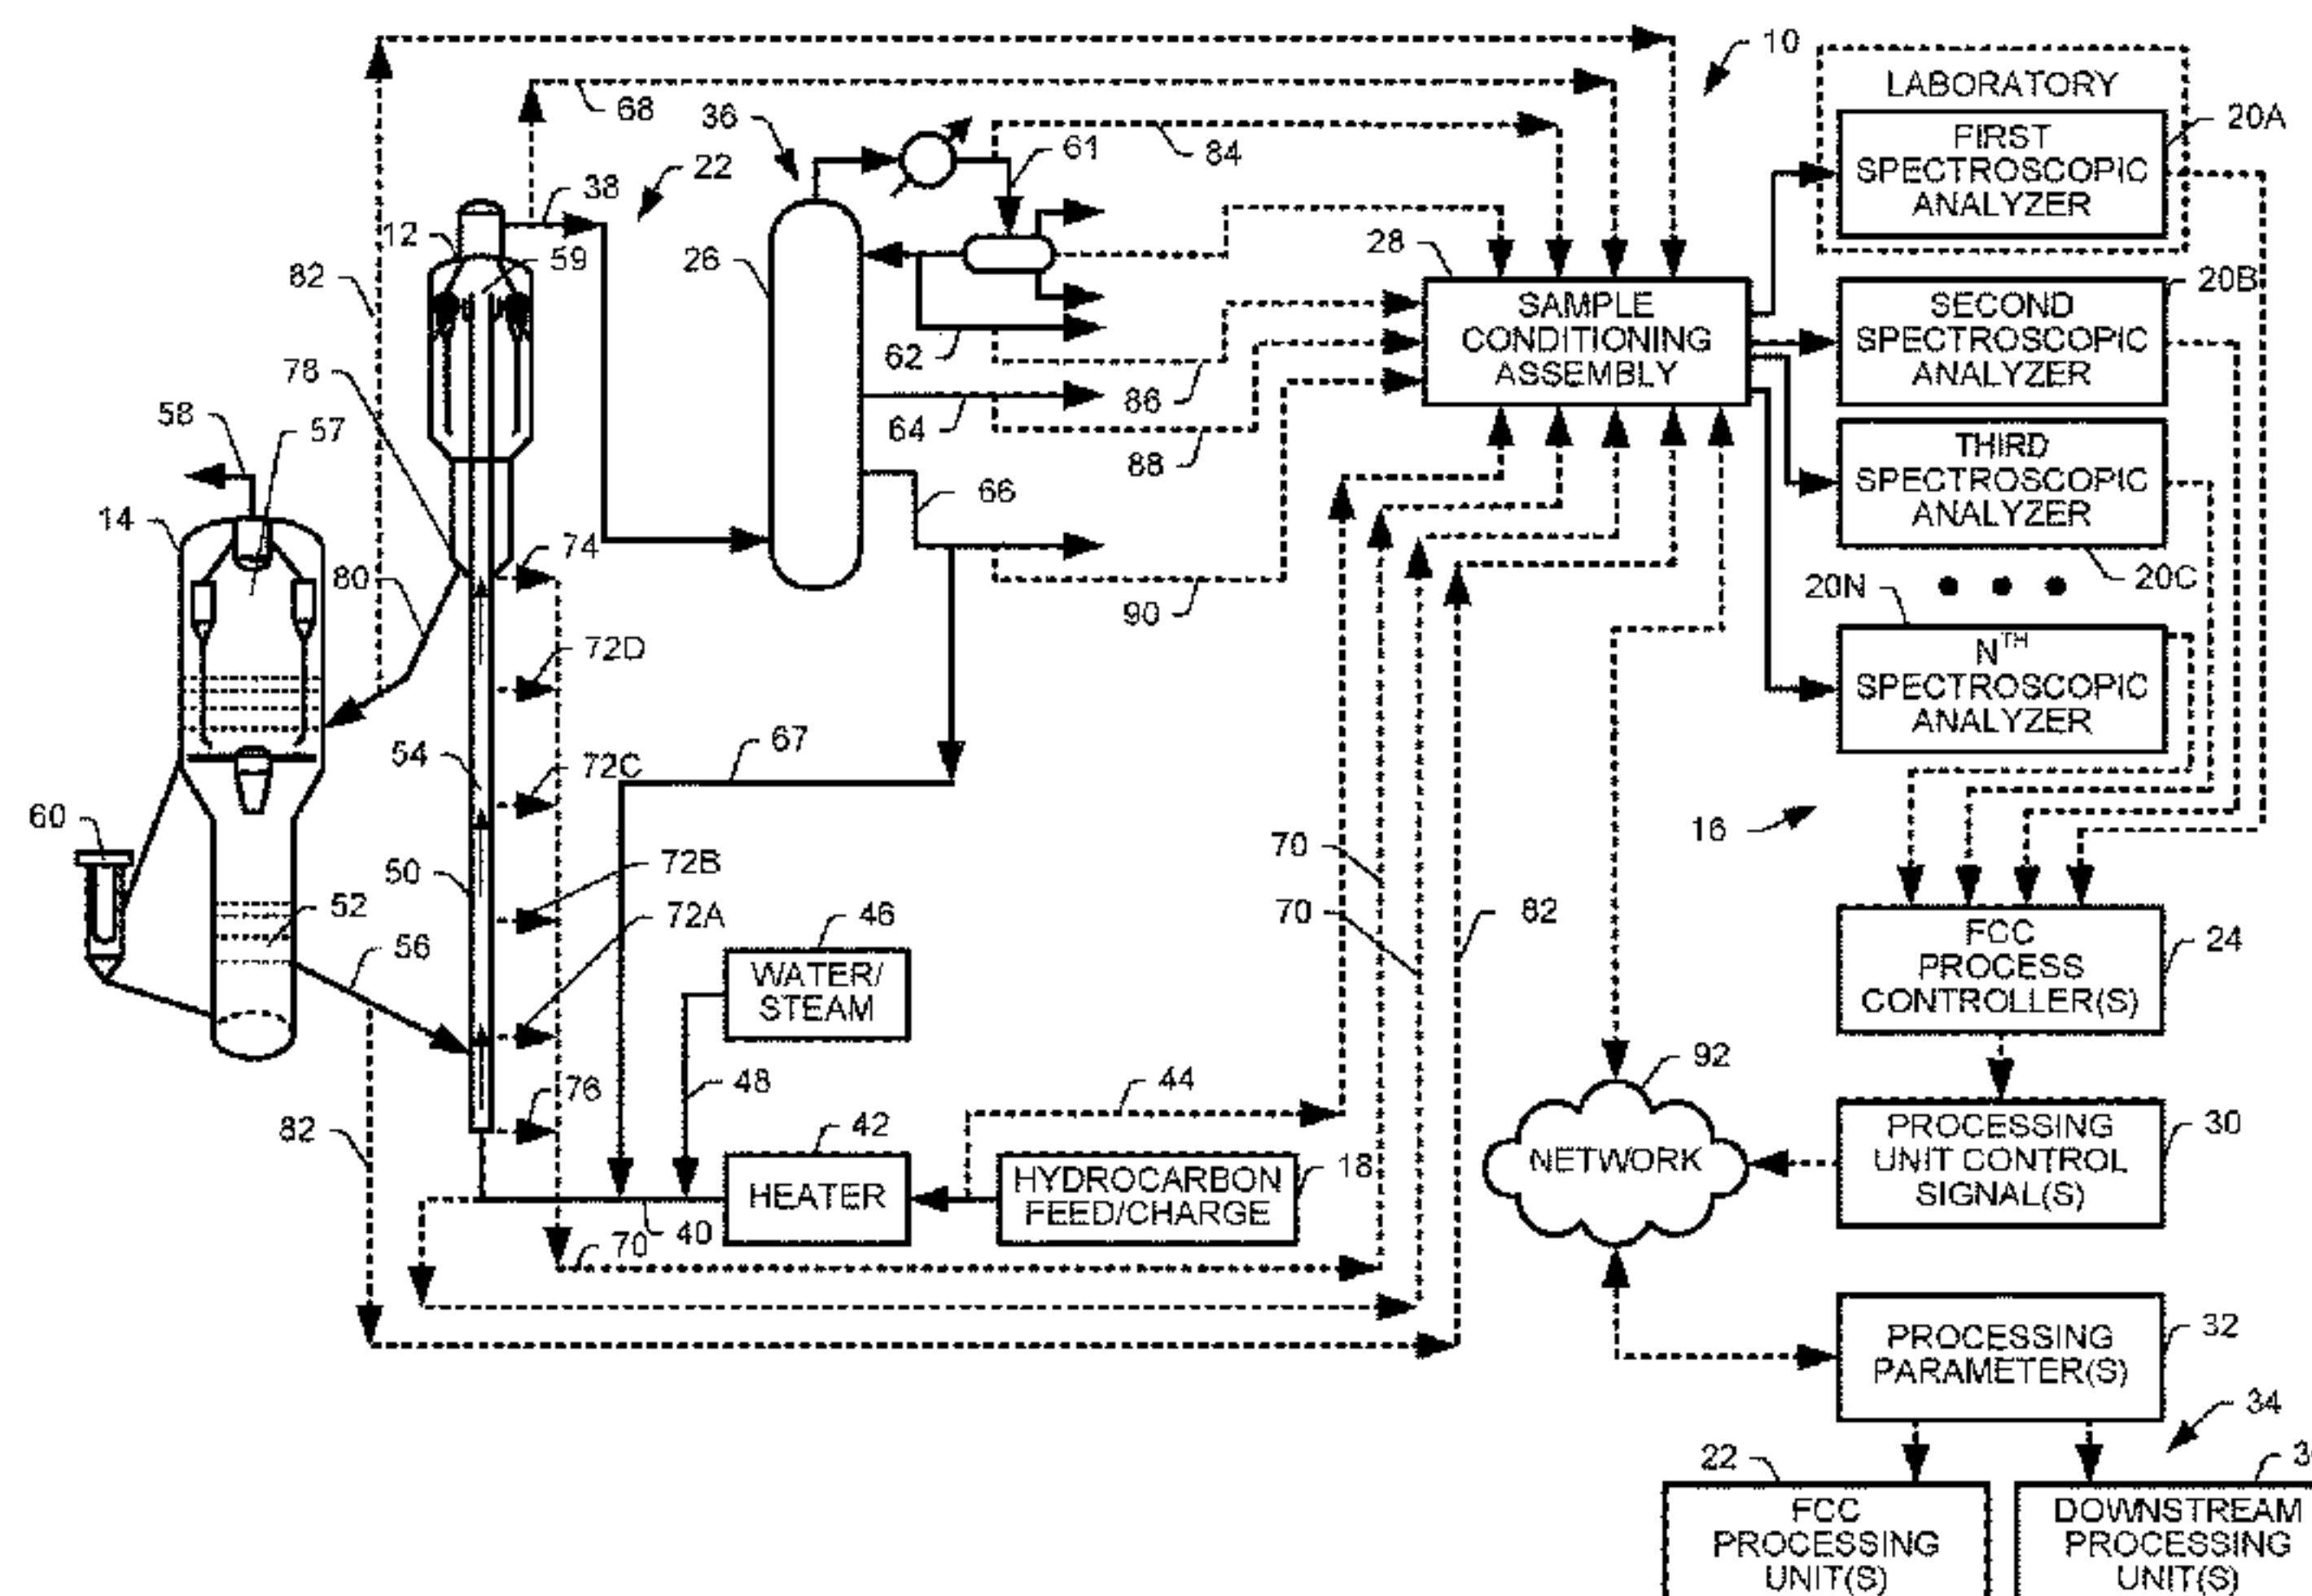 10
LABORATORY
68
36
FIRST
SPECTROSCOPIC
ANALYZER
20A
61
84
22
38
12
59
26
28
82
SAMPLE
CONDITIONING
ASSEMBLY
SECOND
SPECTROSCOPIC
ANALYZER
20B
62
78
86
58
57
64
88
THIRD
SPECTROSCOPIC
ANALYZER
66
14
74
20C
80
90
20N
NTH
SPECTROSCOPIC
ANALYZER
72D
67
54
72C
60
16
70
72B
50
52
72A
46
70
82
56
WATER/
STEAM
FCC
PROCESS
CONTROLLER(S)
24
92
48
44
76
82
42
HEATER
HYDROCARBON
FEED/CHARGE
18
NETWORK
PROCESSING
UNIT CONTROL
SIGNAL(S)
30
70
40
PROCESSING
PARAMETER(S)
32
34
22
FCC
PROCESSING
UNIT(S)
DOWNSTREAM
PROCESSING
UNIT(S)